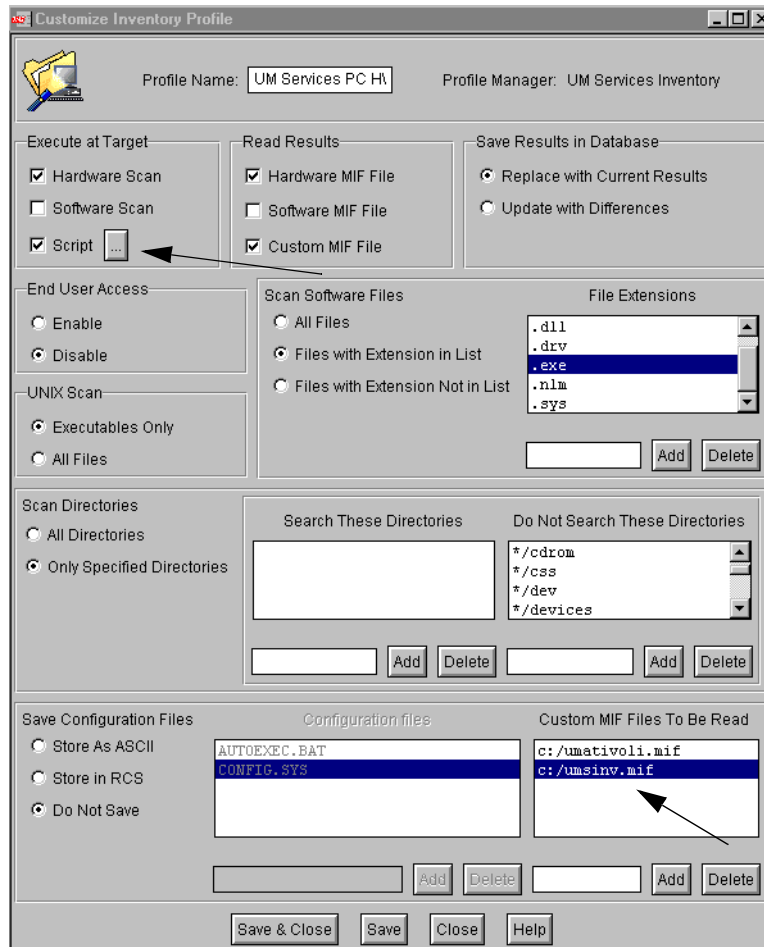 Customize Inventory Profile
Profile Name: UM Services PC H\ Profile Manager: UM Services Inventory
Execute at Target
Hardware Scan
Software Scan
Script ...
Read Results
Hardware MIF File
Software MIF File
Custom MIF File
Save Results in Database
Replace with Current Results
Update with Differences
End User Access
Enable
Disable
UNIX Scan
Executables Only
All Files
Scan Software Files
All Files
Files with Extension in List
Files with Extension Not in List
File Extensions
.dll
.drv
.exe
.nlm
.sys
Add Delete
Scan Directories
All Directories
Only Specified Directories
Search These Directories
Add Delete
Do Not Search These Directories
*/cdrom
*/css
*/dev
*/devices
Add Delete
Save Configuration Files
Store As ASCII
Store in RCS
Do Not Save
Configuration files
AUTOEXEC.BAT
CONFIG.SYS
Add Delete
Custom MIF Files To Be Read
c:/umativoli.mif
c:/umsinv.mif
Add Delete
Save & Close Save Close Help